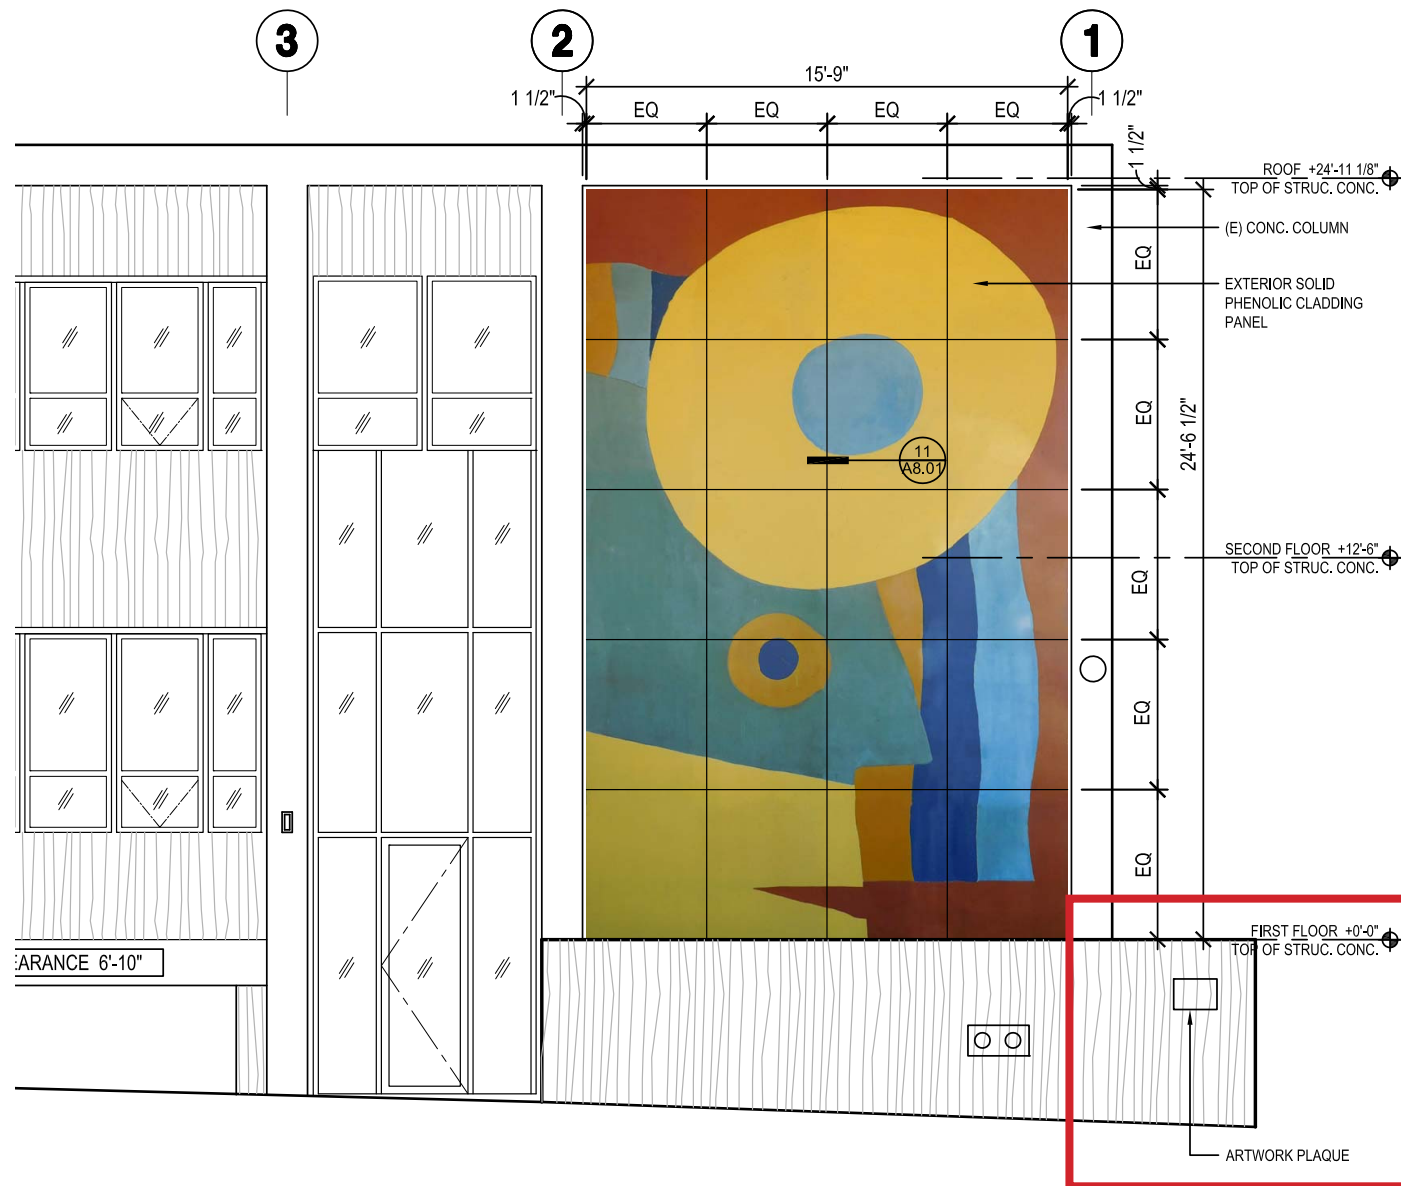 3
2
1
15'-9"
1 1/2"
EQ
EQ
EQ
EQ
1 1/2"
1 1/2"
ROOF +24'-11 1/8"
TOP OF STRUC. CONC.
(E) CONC. COLUMN
EQ
EXTERIOR SOLID
PHENOLIC CLADDING
PANEL
EQ
24'-6 1/2"
11
A8.01
SECOND FLOOR +12'-6"
TOP OF STRUC. CONC.
EQ
EQ
EQ
FIRST FLOOR +0'-0"
TOP OF STRUC. CONC.
EARANCE 6'-10"
ARTWORK PLAQUE